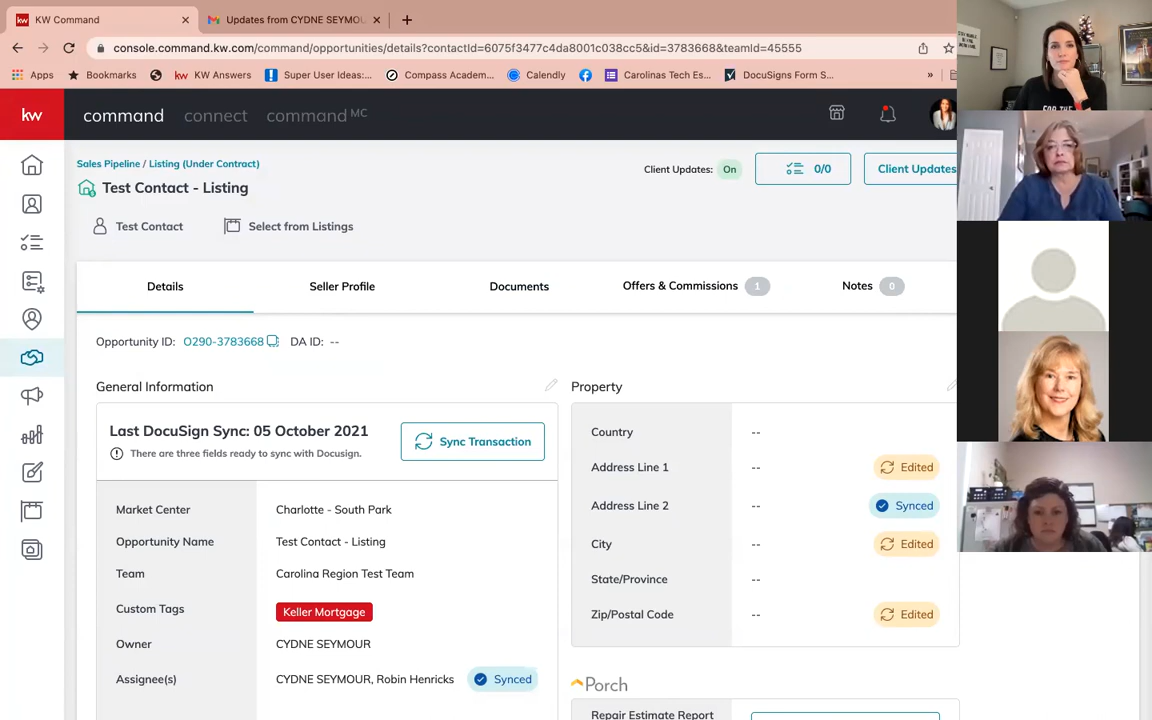 KW Command
Updates from CYDNE SEYMOU
console.command.kw.com/command/opportunities/details?contactId=6075f3477c4da8001c038cc5&id=3783668&teamId=45555
Apps
Bookmarks
KW Answers
Super User Ideas:...
Compass Academ...
Calendly
Carolinas Tech Es...
DocuSigns Form S...
»
kw
command connect command MC
Sales Pipeline / Listing (Under Contract)
Test Contact - Listing
Client Updates: On
0/0
Client Updates
Test Contact
Select from Listings
Details
Seller Profile
Documents
Offers & Commissions 1
Notes 0
Opportunity ID: O290-3783668 DA ID: --
General Information
Last DocuSign Sync: 05 October 2021
There are three fields ready to sync with Docusign.
Sync Transaction
Market Center Charlotte - South Park
Opportunity Name Test Contact - Listing
Team Carolina Region Test Team
Custom Tags Keller Mortgage
Owner CYDNE SEYMOUR
Assignee(s) CYDNE SEYMOUR, Robin Henricks Synced
Property
Country --
Address Line 1 -- Edited
Address Line 2 -- Synced
City -- Edited
State/Province --
Zip/Postal Code -- Edited
Porch
Repair Estimate Report
FOR THE